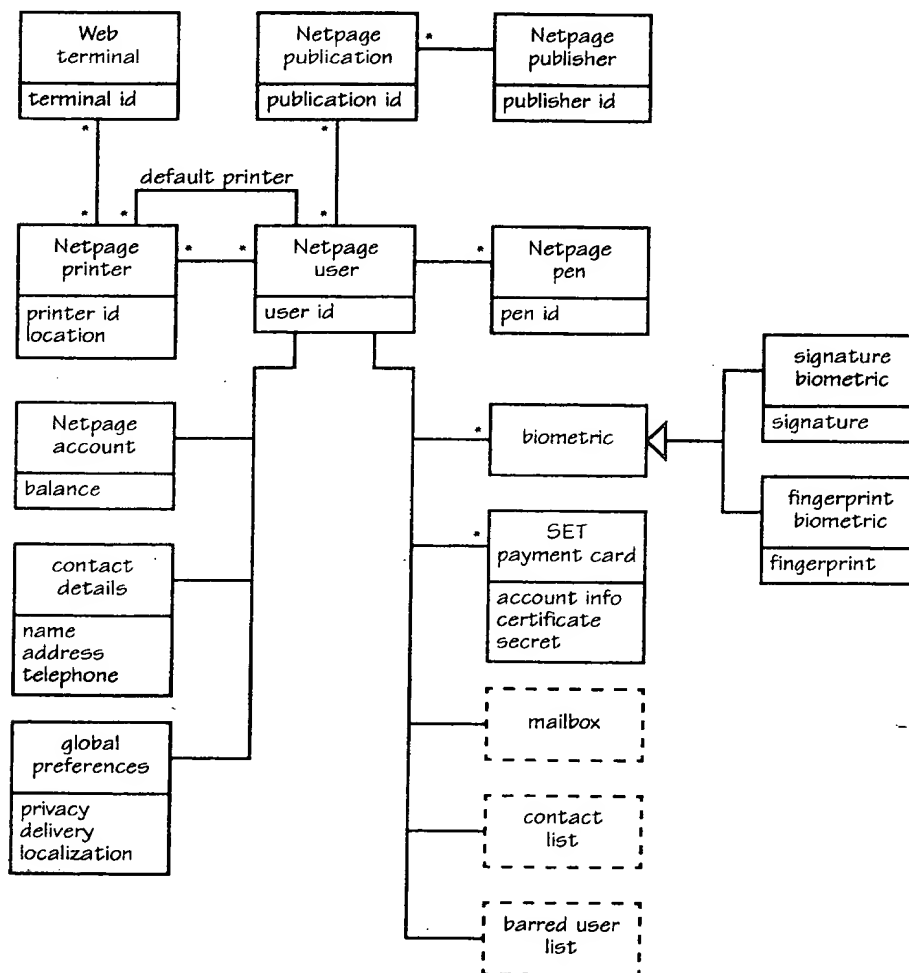 Web
terminal
terminal id
Netpage
publication
publication id
Netpage
publisher
publisher id
*
*
*
default printer
*
*
*
Netpage
printer
printer id
location
*
*
Netpage
user
user id
*
Netpage
pen
pen id
Netpage
account
balance
contact
details
name
address
telephone
global
preferences
privacy
delivery
localization
*
biometric
signature
biometric
signature
fingerprint
biometric
fingerprint
*
SET
payment card
account info
certificate
secret
mailbox
contact
list
barred user
list